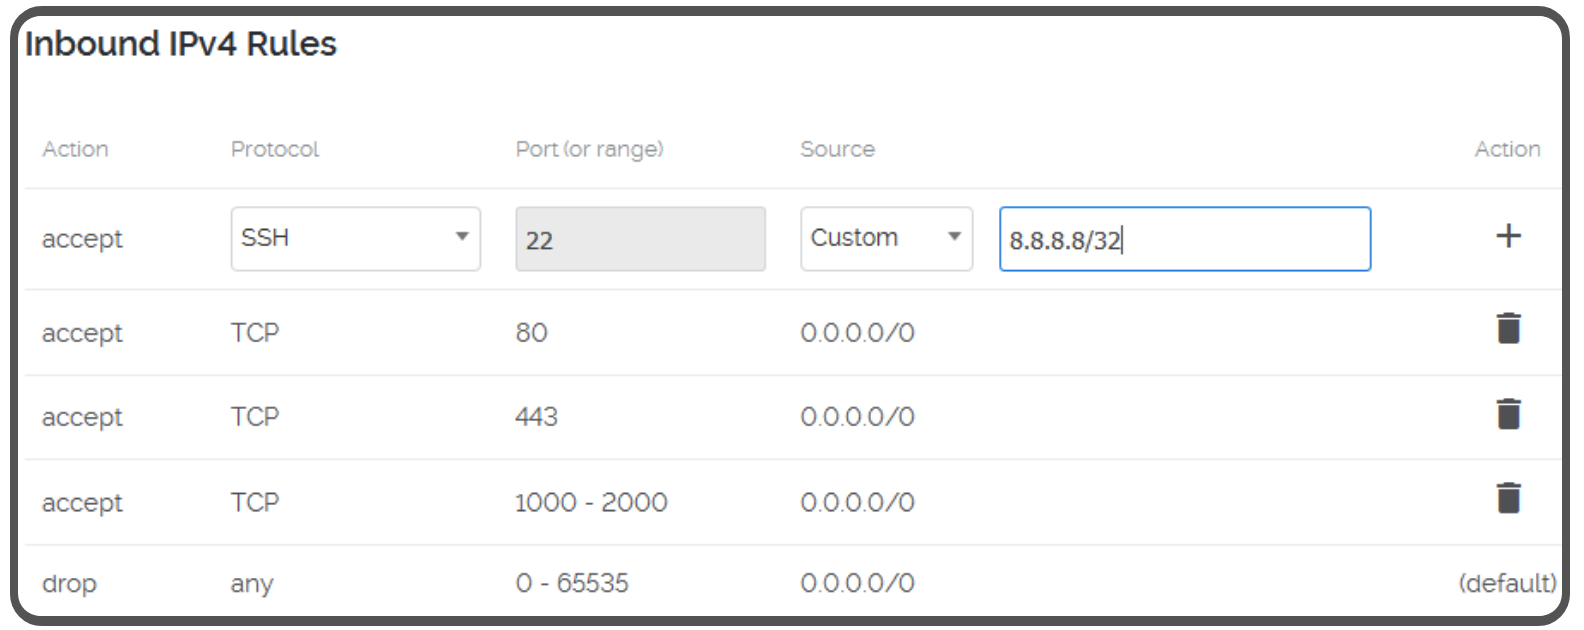 Inbound IPv4 Rules
Action Protocol Port (or range) Source Action
accept SSH 22 Custom 8.8.8.8/32 +
accept TCP 80 0.0.0.0/0
accept TCP 443 0.0.0.0/0
accept TCP 1000 - 2000 0.0.0.0/0
drop any 0 - 65535 0.0.0.0/0 (default)